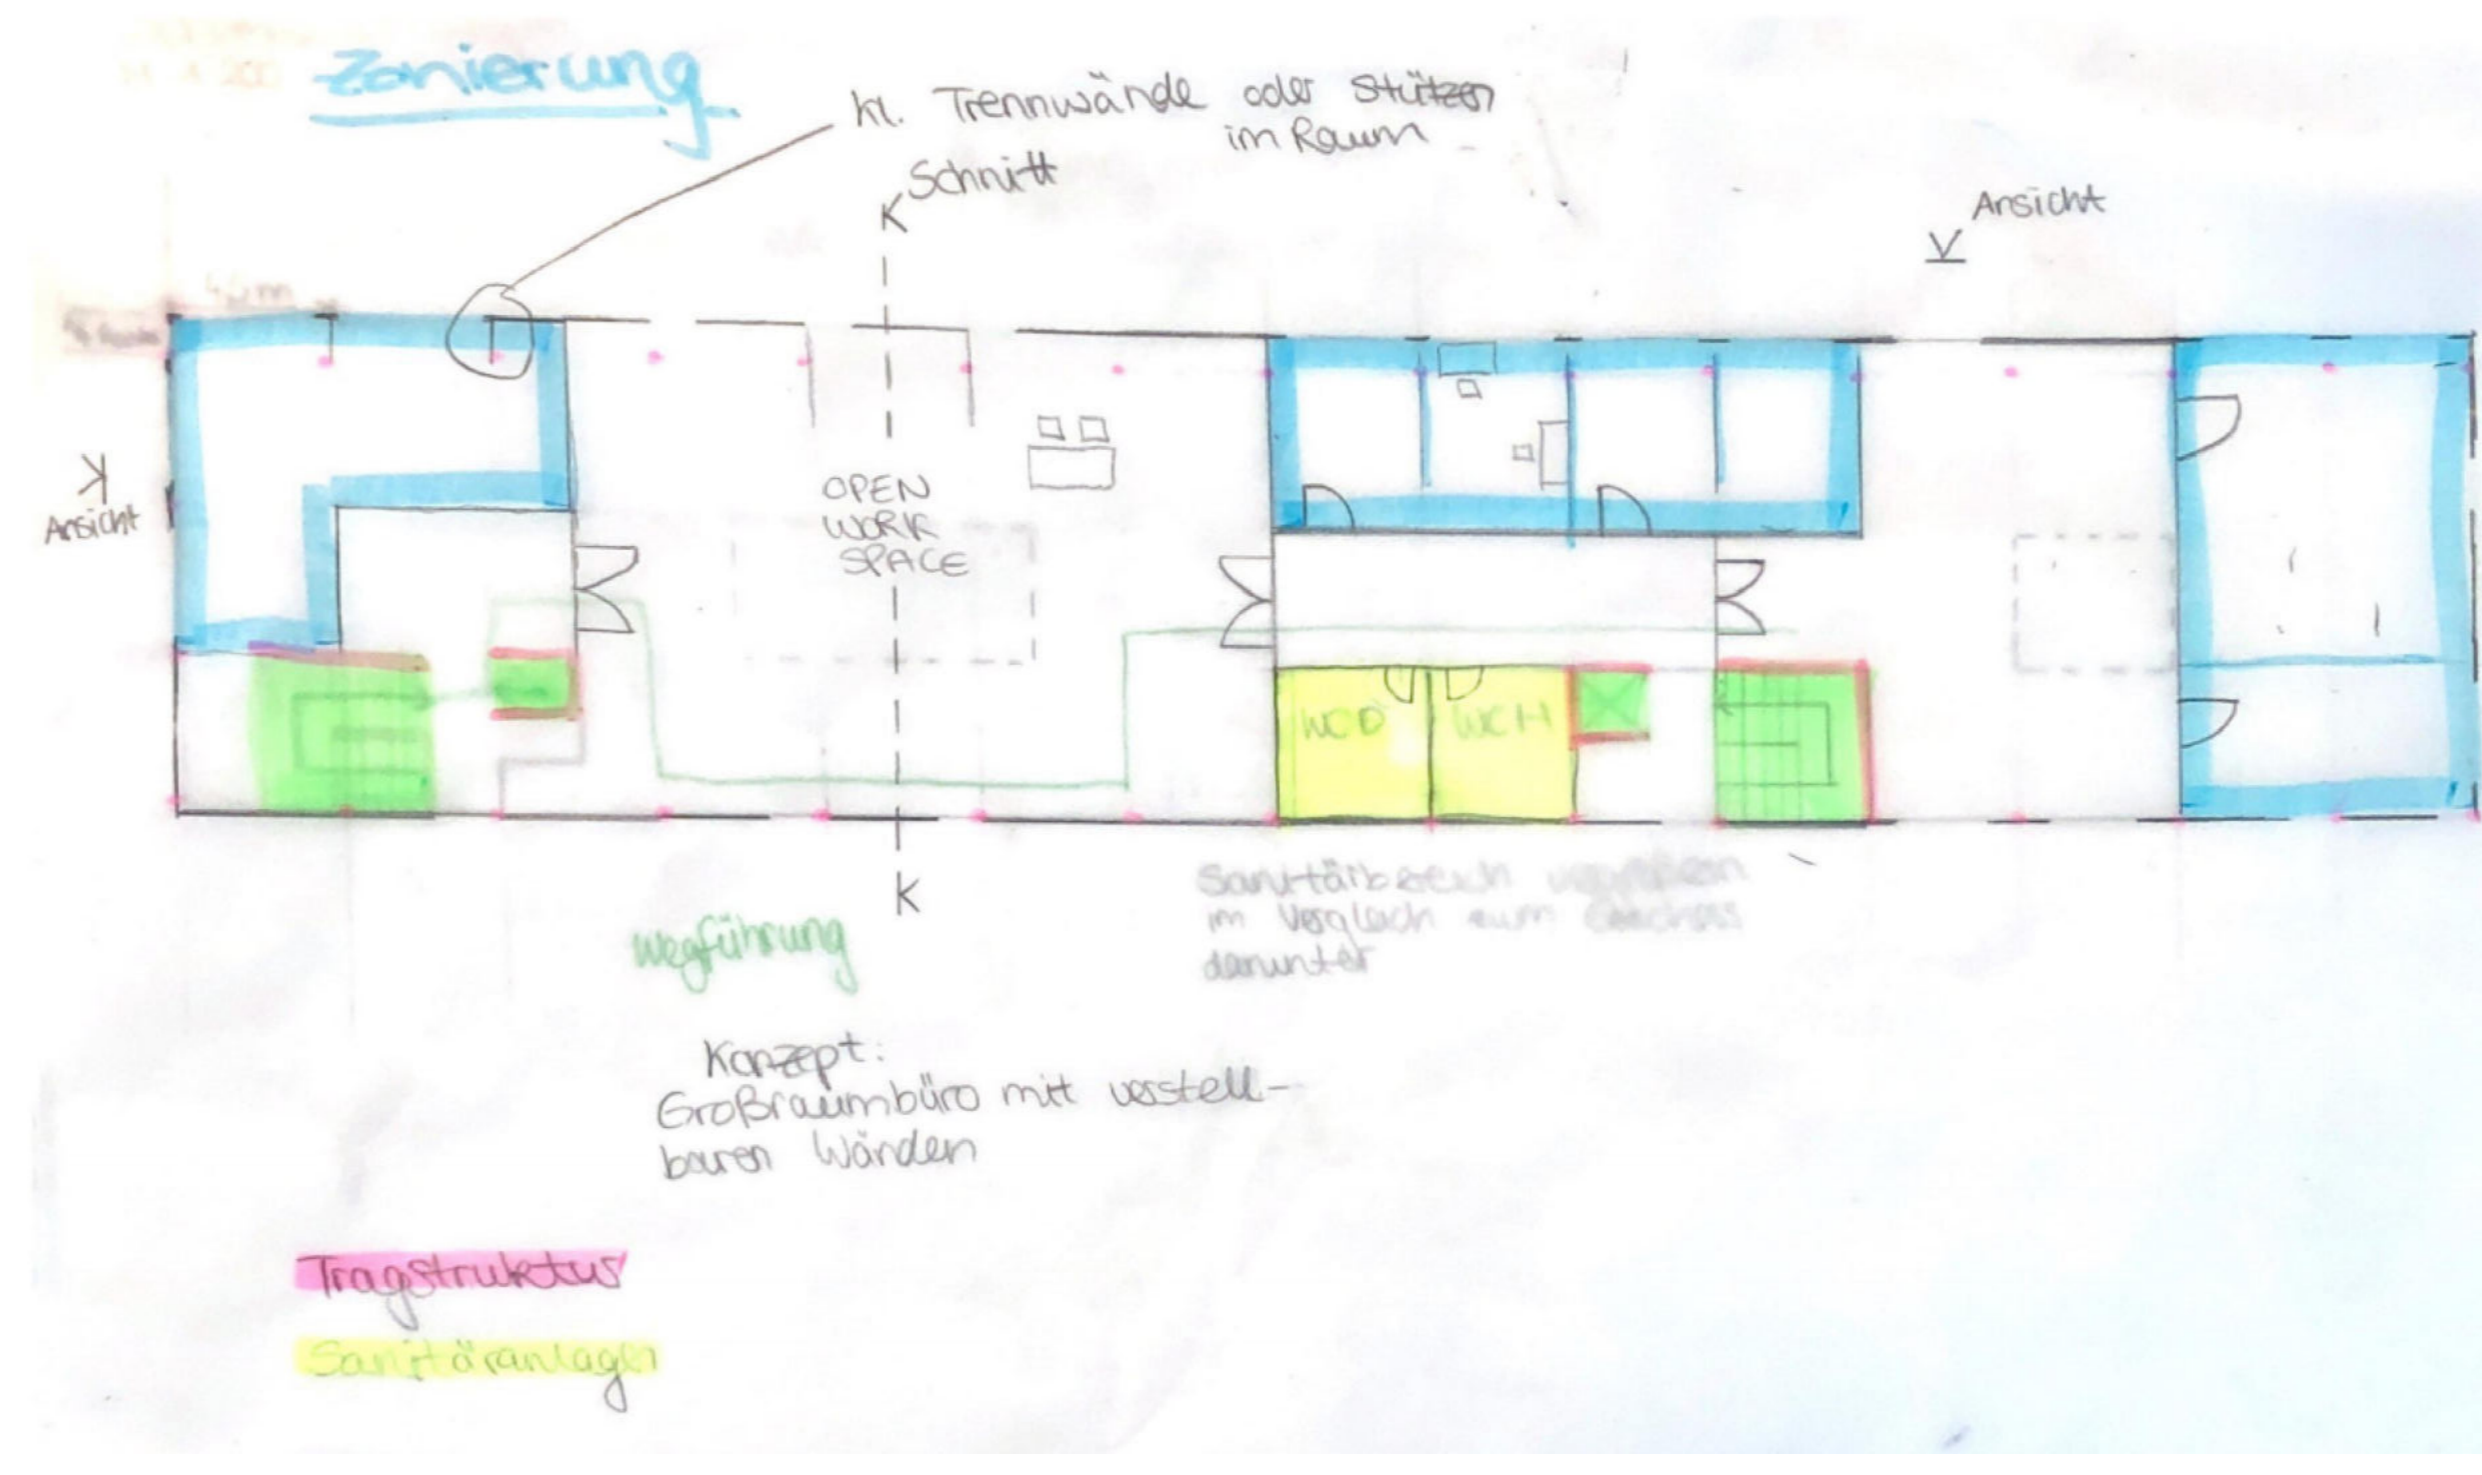 Zonierung
kl. Trennwände oder Stützen
im Raum
Schnitt
K
Ansicht
Ansicht
OPEN
WORK
SPACE
WCD
WCH
K
Sanitärbereich
im Vergleich zum Geschoss
darunter
Wegführung
Konzept:
Großraumbüro mit verstell-
baren Wänden
Tragstruktur
Sanitäranlagen